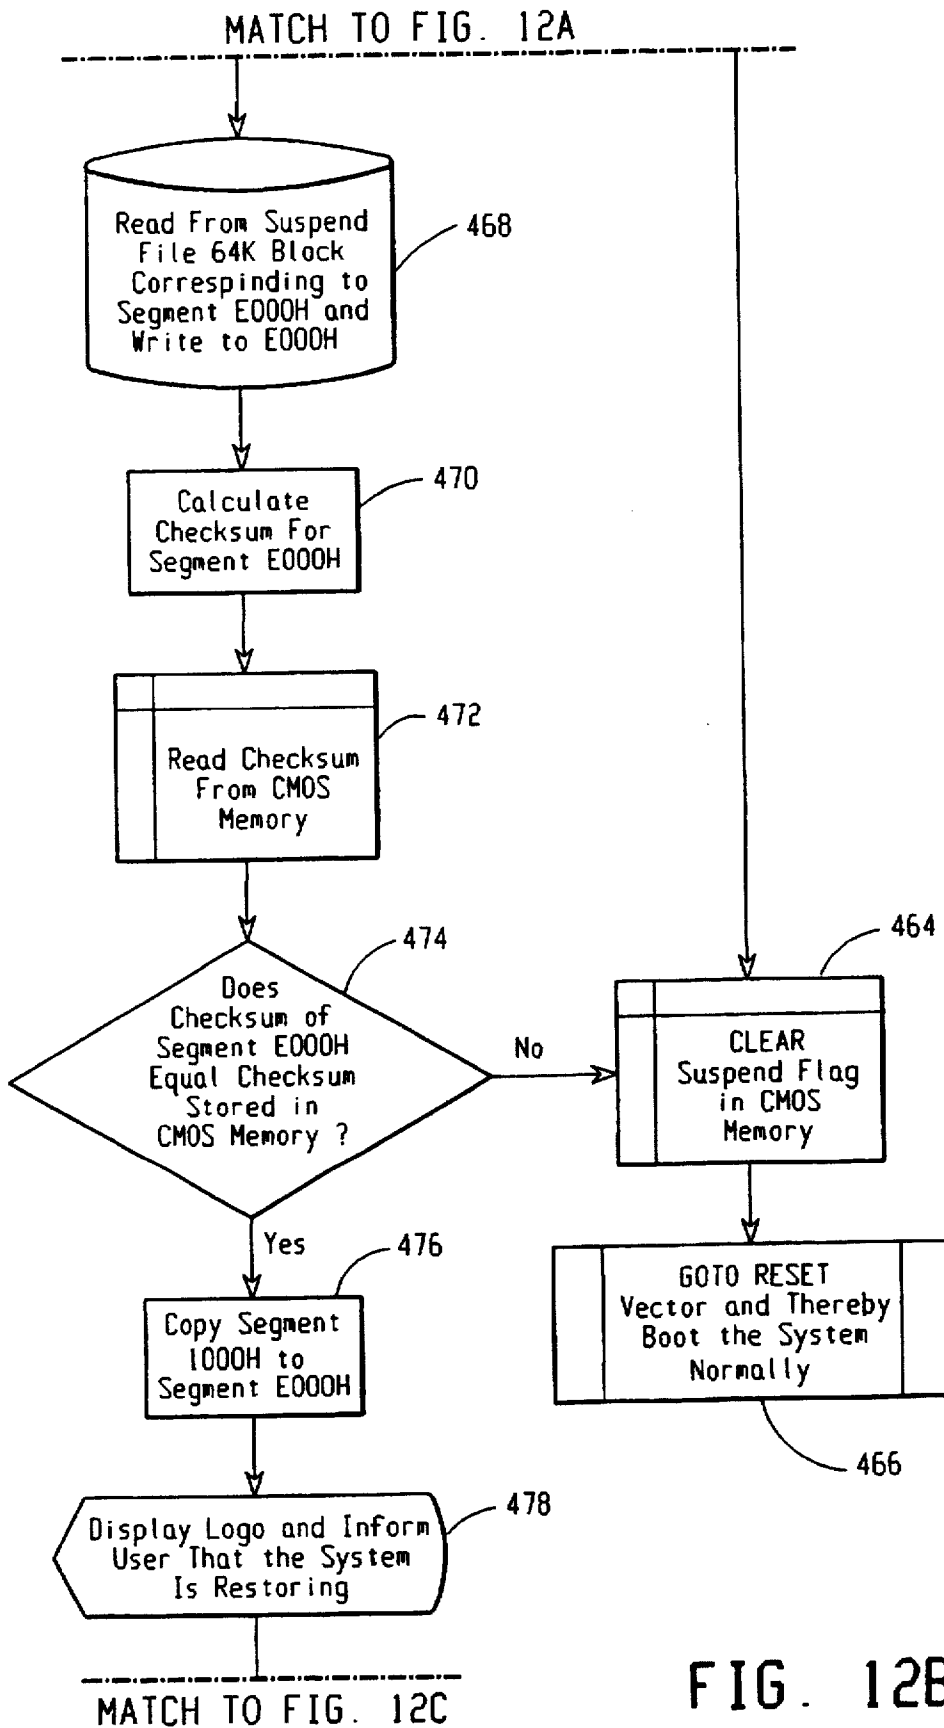 MATCH TO FIG. 12A
Read From Suspend
File 64K Block
Correspinding to
Segment E000H and
Write to E000H
468
Calculate
Checksum For
Segment E000H
470
Read Checksum
From CMOS
Memory
472
Does
Checksum of
Segment E000H
Equal Checksum
Stored in
CMOS Memory ?
474
No
Yes
464
CLEAR
Suspend Flag
in CMOS
Memory
GOTO RESET
Vector and Thereby
Boot the System
Normally
466
476
Copy Segment
1000H to
Segment E000H
Display Logo and Inform
User That the System
Is Restoring
478
MATCH TO FIG. 12C
FIG. 12B